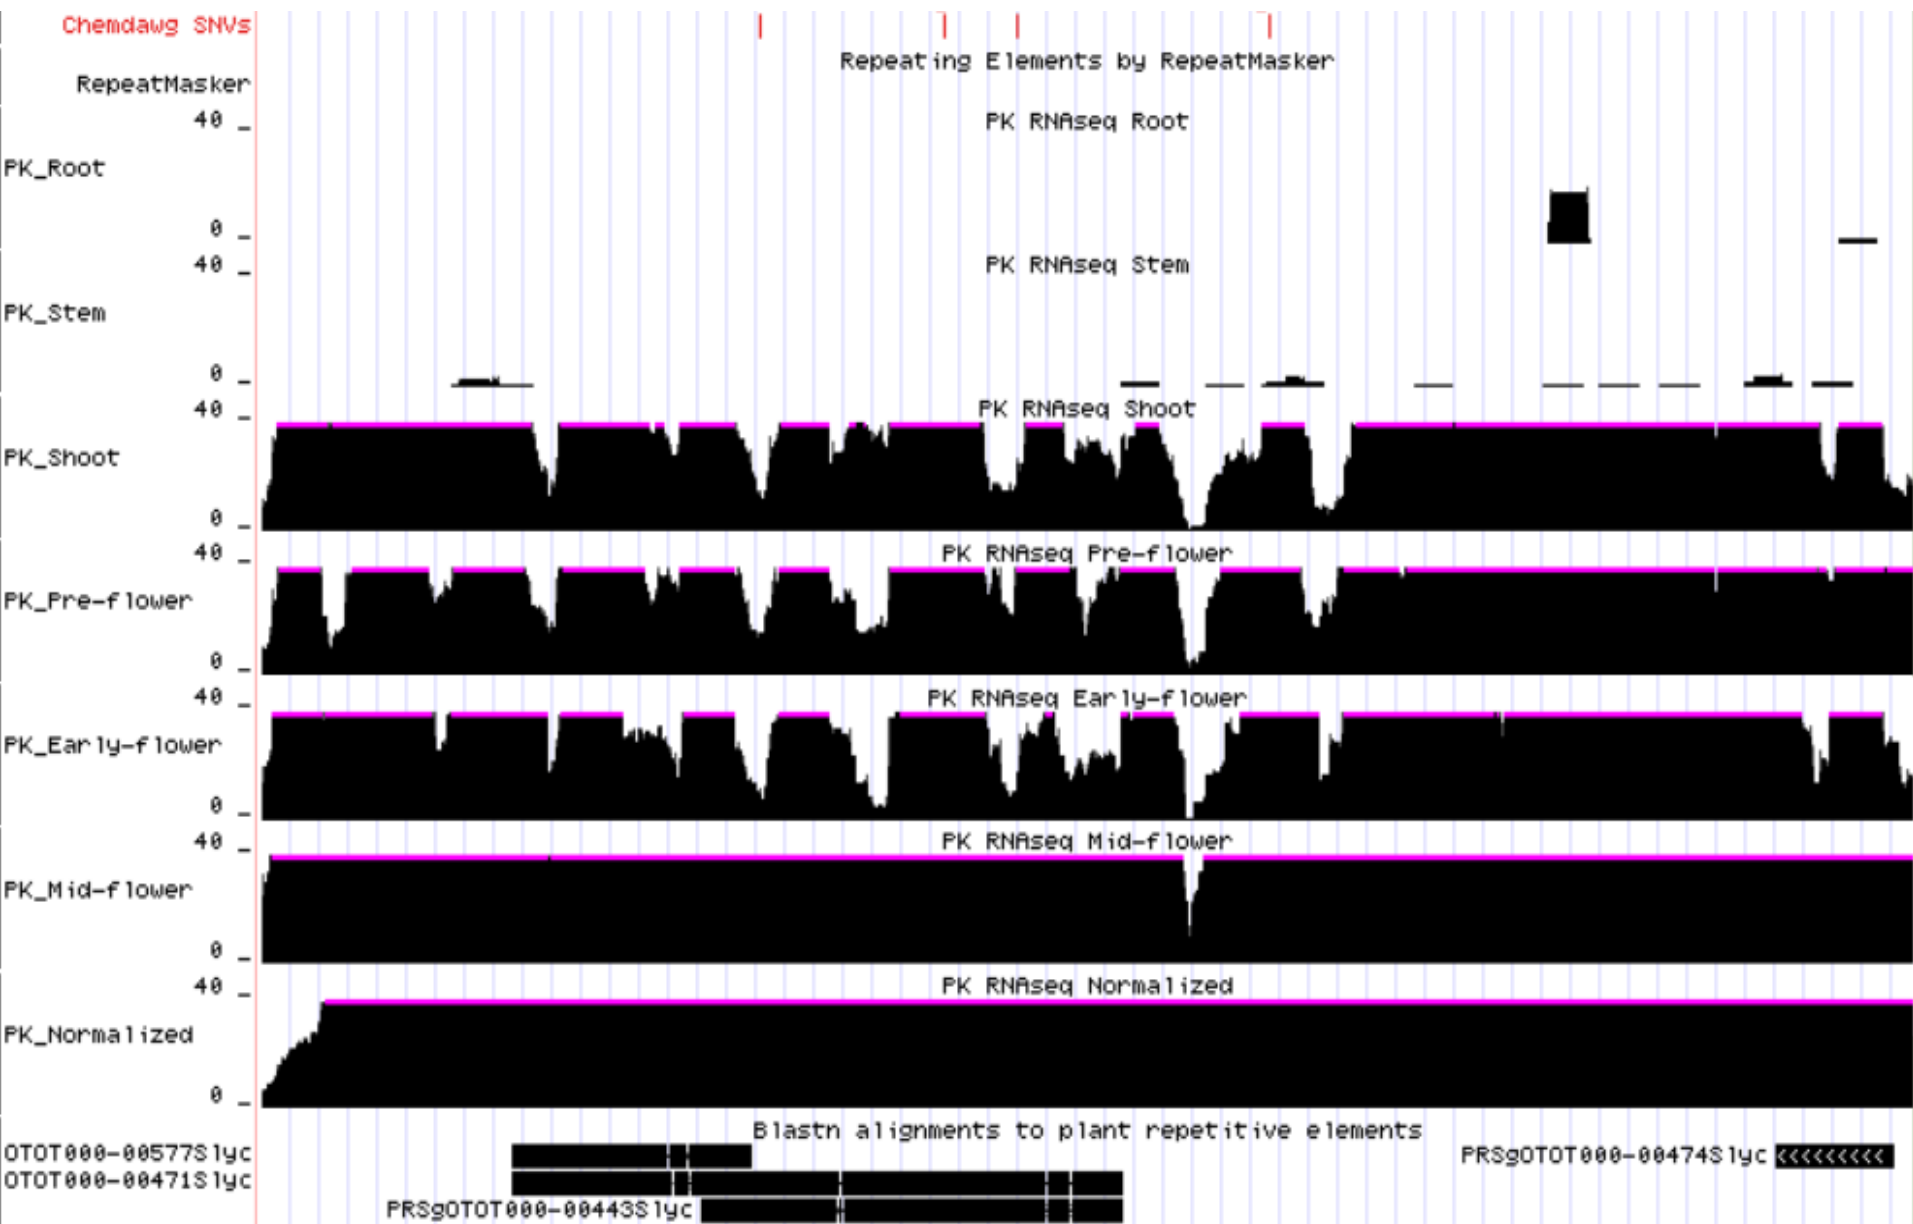 Chemdawg SNVs
Repeating Elements by RepeatMasker
RepeatMasker
40
PK RNAseq Root
PK_Root
0
40
PK RNAseq Stem
PK_Stem
0
40
PK RNAseq Shoot
PK_Shoot
0
40
PK RNAseq Pre-flower
PK_Pre-flower
0
40
PK RNAseq Early-flower
PK_Early-flower
0
40
PK RNAseq Mid-flower
PK_Mid-flower
0
40
PK RNAseq Normalized
PK_Normalized
0
Blastn alignments to plant repetitive elements
OTOT000-00577Slyc
PRSgOTOT000-00474Slyc
OTOT000-00471Slyc
PRSgOTOT000-00443Slyc